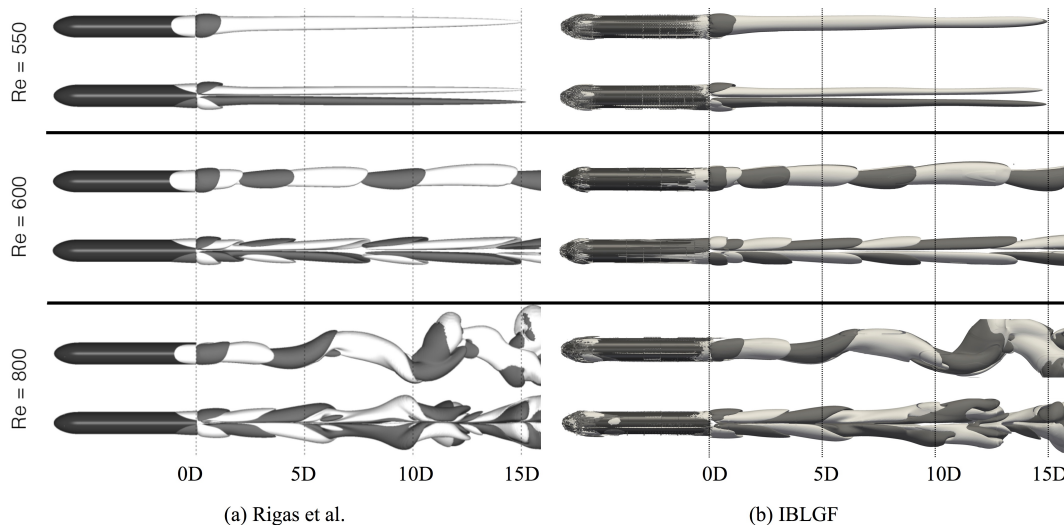 Re = 550
Re = 600
Re = 800
0D 5D 10D 15D 0D 5D 10D 15D
(a) Rigas et al. (b) IBLGF